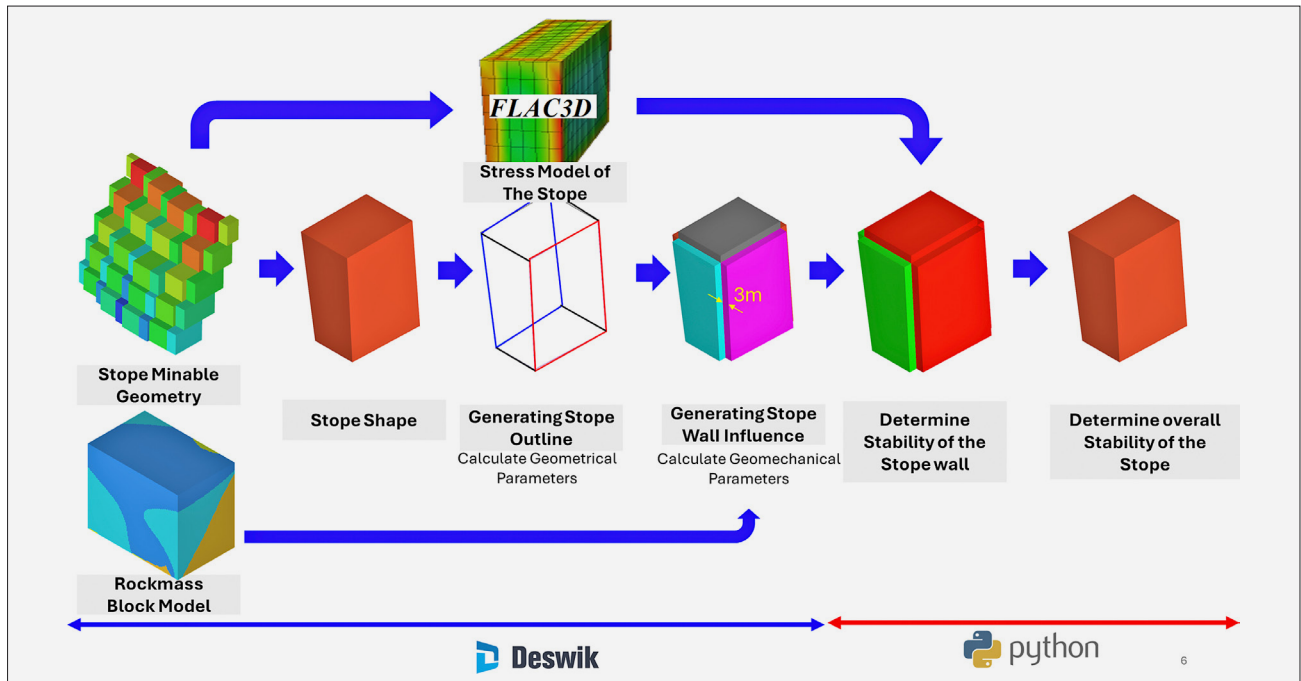 FLAC3D
Stress Model of
The Stope
3m
Stope Minable
Geometry
Stope Shape
Generating Stope
Outline
Calculate Geometrical
Parameters
Generating Stope
Wall Influence
Calculate Geomechanical
Parameters
Determine
Stability of the
Stope wall
Determine overall
Stability of the
Stope
Rockmass
Block Model
Deswik
python
6